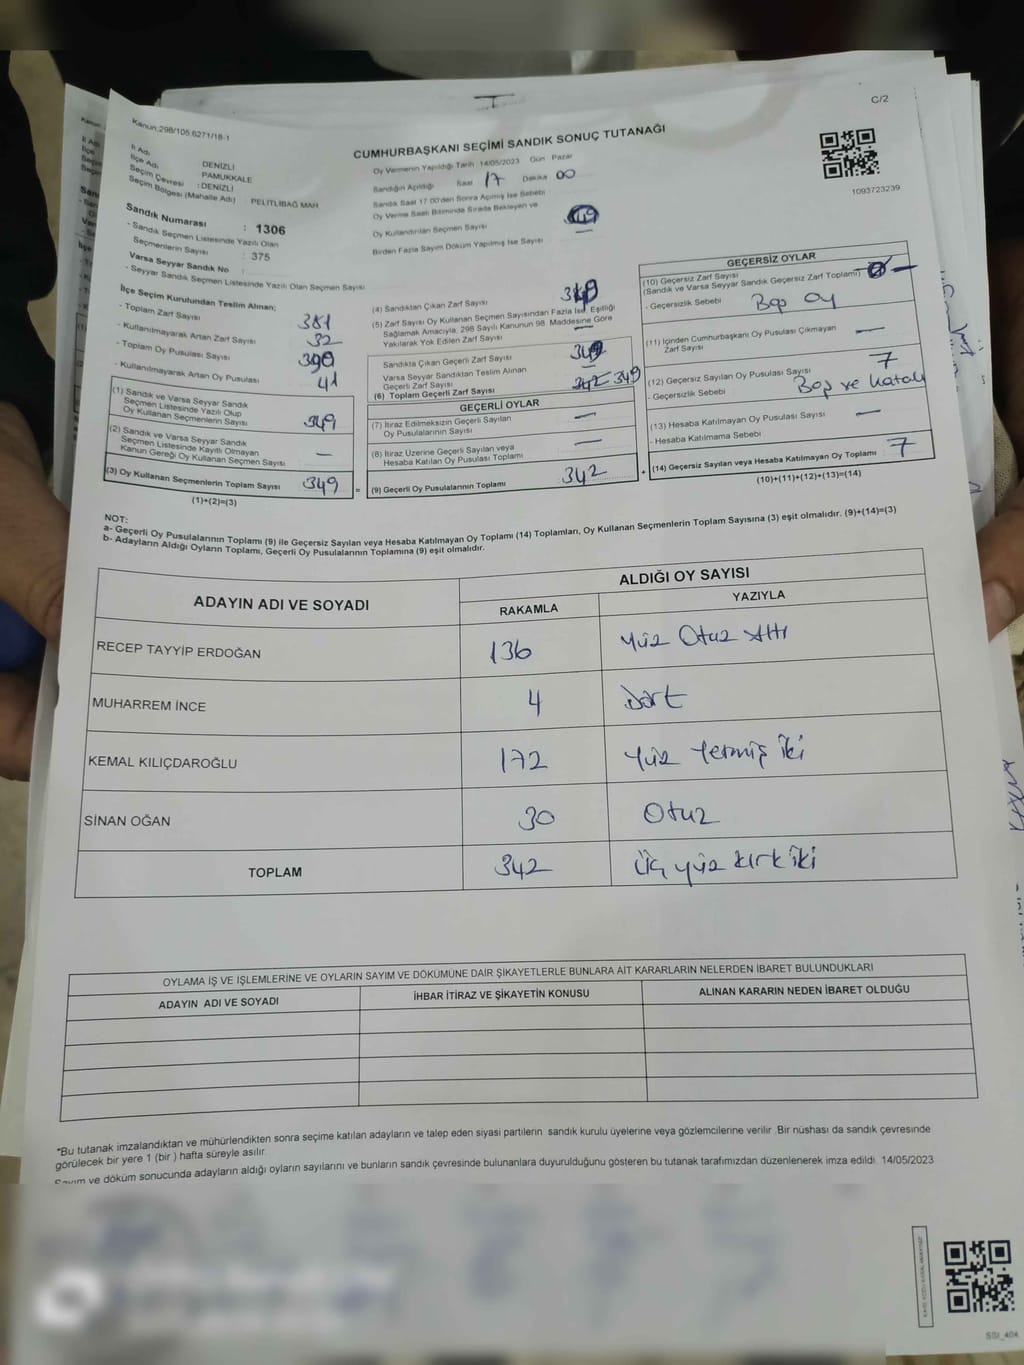 C/2
Kanun:298/105,6271/18-1
CUMHURBAŞKANI SEÇİMİ SANDIK SONUÇ TUTANAĞI
1093723239
İl Adı : DENİZLİ
İlçe Adı : PAMUKKALE
Seçim Çevresi : DENİZLİ
Seçim Bölgesi (Mahalle Adı) PELİTLİBAĞ MAH
Sandık Numarası : 1306
- Sandık Seçmen Listesinde Yazılı Olan
Seçmenlerin Sayısı : 375
Varsa Seyyar Sandık No :
- Seyyar Sandık Seçmen Listesinde Yazılı Olan Seçmen Sayısı
Oy Vermenin Yapıldığı Tarih 14/05/2023 Gün Pazar
Sandığın Açıldığı Saat 17 Dakika 00
Sandık Saat 17.00'den Sonra Açılmış İse Sebebi
Oy Verme Saati Bitiminde Sırada Bekleyen ve
Oy Kullandırılan Seçmen Sayısı —
Birden Fazla Sayım Döküm Yapılmış İse Sayısı
İlçe Seçim Kurulundan Teslim Alınan:
- Toplam Zarf Sayısı 381
- Kullanılmayarak Artan Zarf Sayısı 32
- Toplam Oy Pusulası Sayısı 390
- Kullanılmayarak Artan Oy Pusulası 41
(1) Sandık ve Varsa Seyyar Sandık
Seçmen Listesinde Yazılı Olup
Oy Kullanan Seçmenlerin Sayısı 349
(2) Sandık ve Varsa Seyyar Sandık
Seçmen Listesinde Kayıtlı Olmayan
Kanun Gereği Oy Kullanan Seçmen Sayısı —
(3) Oy Kullanan Seçmenlerin Toplam Sayısı 349
(1)+(2)=(3)
(4) Sandıktan Çıkan Zarf Sayısı 349
(5) Zarf Sayısı Oy Kullanan Seçmen Sayısından Fazla İse, Eşitliği
Sağlamak Amacıyla, 298 Sayılı Kanunun 98. Maddesine Göre
Yakılarak Yok Edilen Zarf Sayısı —
Sandıkta Çıkan Geçerli Zarf Sayısı 349
Varsa Seyyar Sandıktan Teslim Alınan
Geçerli Zarf Sayısı —
(6) Toplam Geçerli Zarf Sayısı 342 349
GEÇERLİ OYLAR
(7) İtiraz Edilmeksizin Geçerli Sayılan
Oy Pusulalarının Sayısı —
(8) İtiraz Üzerine Geçerli Sayılan veya
Hesaba Katılan Oy Pusulası Toplamı —
= (9) Geçerli Oy Pusulalarının Toplamı 342
GEÇERSİZ OYLAR
(10) Geçersiz Zarf Sayısı
(Sandık ve Varsa Seyyar Sandık Geçersiz Zarf Toplamı) 0 —
- Geçersizlik Sebebi Boş Oy
(11) İçinden Cumhurbaşkanı Oy Pusulası Çıkmayan
Zarf Sayısı —
(12) Geçersiz Sayılan Oy Pusulası Sayısı 7
- Geçersizlik Sebebi Boş ve Hatalı
(13) Hesaba Katılmayan Oy Pusulası Sayısı —
- Hesaba Katılmama Sebebi
+ (14) Geçersiz Sayılan veya Hesaba Katılmayan Oy Toplamı 7
(10)+(11)+(12)+(13)=(14)
NOT:
a- Geçerli Oy Pusulasının Toplamı (9) ile Geçersiz Sayılan veya Hesaba Katılmayan Oy Toplamı (14) Toplamları, Oy Kullanan Seçmenlerin Toplam Sayısına (3) eşit olmalıdır. (9)+(14)=(3)
b- Adayların Aldığı Oyların Toplamı, Geçerli Oy Pusulalarının Toplamına (9) eşit olmalıdır.
ADAYIN ADI VE SOYADI ALDIĞI OY SAYISI
RAKAMLA YAZIYLA
RECEP TAYYİP ERDOĞAN 136 Yüz Otuz Altı
MUHARREM İNCE 4 Dört
KEMAL KILIÇDAROĞLU 172 Yüz Yetmiş İki
SİNAN OĞAN 30 Otuz
TOPLAM 342 Üç yüz kırk iki
OYLAMA İŞ VE İŞLEMLERİNE VE OYLARIN SAYIM VE DÖKÜMÜNE DAİR ŞİKAYETLERLE BUNLARA AİT KARARLARIN NELERDEN İBARET BULUNDUKLARI
ADAYIN ADI VE SOYADI İHBAR İTİRAZ VE ŞİKAYETİN KONUSU ALINAN KARARIN NEDEN İBARET OLDUĞU
*Bu tutanak imzalandıktan ve mühürlendikten sonra seçime katılan adayların ve talep eden siyasi partilerin sandık kurulu üyelerine veya gözlemcilerine verilir .Bir nüshası da sandık çevresinde
görülecek bir yere 1 (bir ) hafta süreyle asılır.
Sayım ve döküm sonucunda adayların aldığı oyların sayılarını ve bunların sandık çevresinde bulunanlara duyurulduğunu gösteren bu tutanak tarafımızdan düzenlenerek imza edildi. 14/05/2023
SSI_404